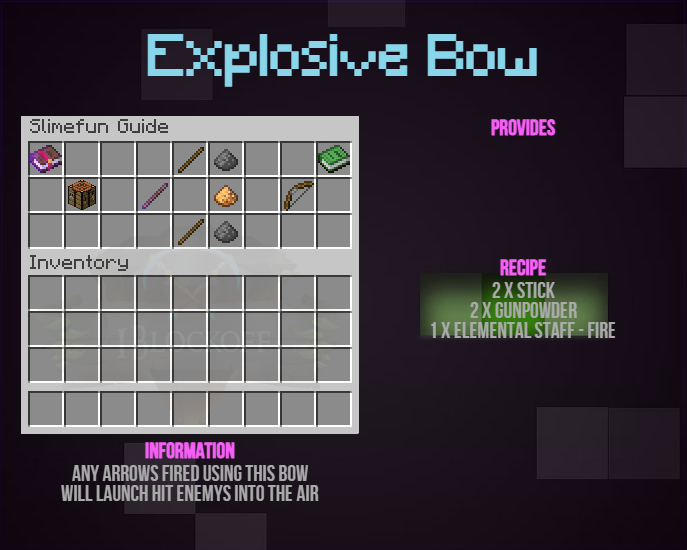 Explosive Bow
Slimefun Guide
Inventory
IBLOCKOFF
INFORMATION
ANY ARROWS FIRED USING THIS BOW
WILL LAUNCH HIT ENEMYS INTO THE AIR
PROVIDES
RECIPE
2 X STICK
2 X GUNPOWDER
1 X ELEMENTAL STAFF - FIRE